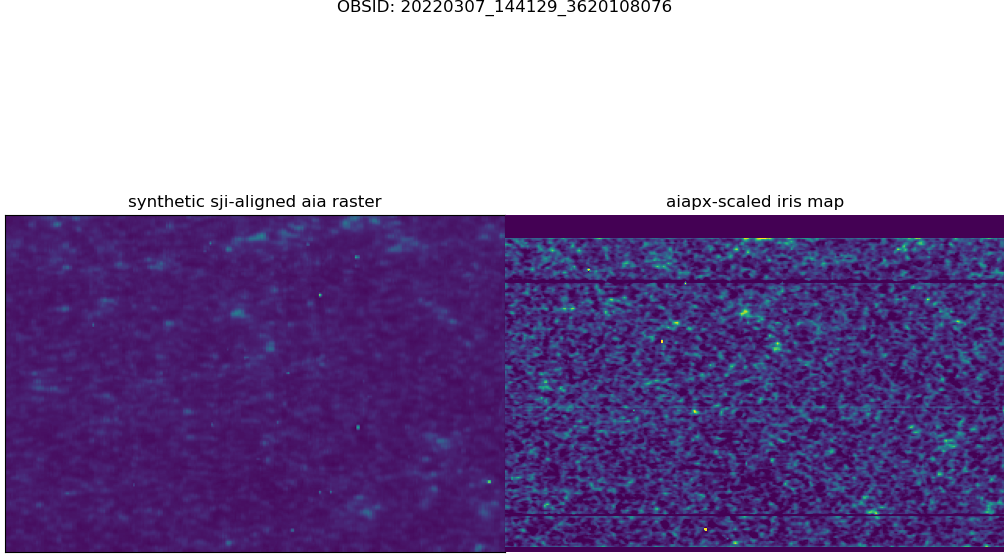 OBSID: 20220307_144129_3620108076
synthetic sji-aligned aia raster
aiapx-scaled iris map